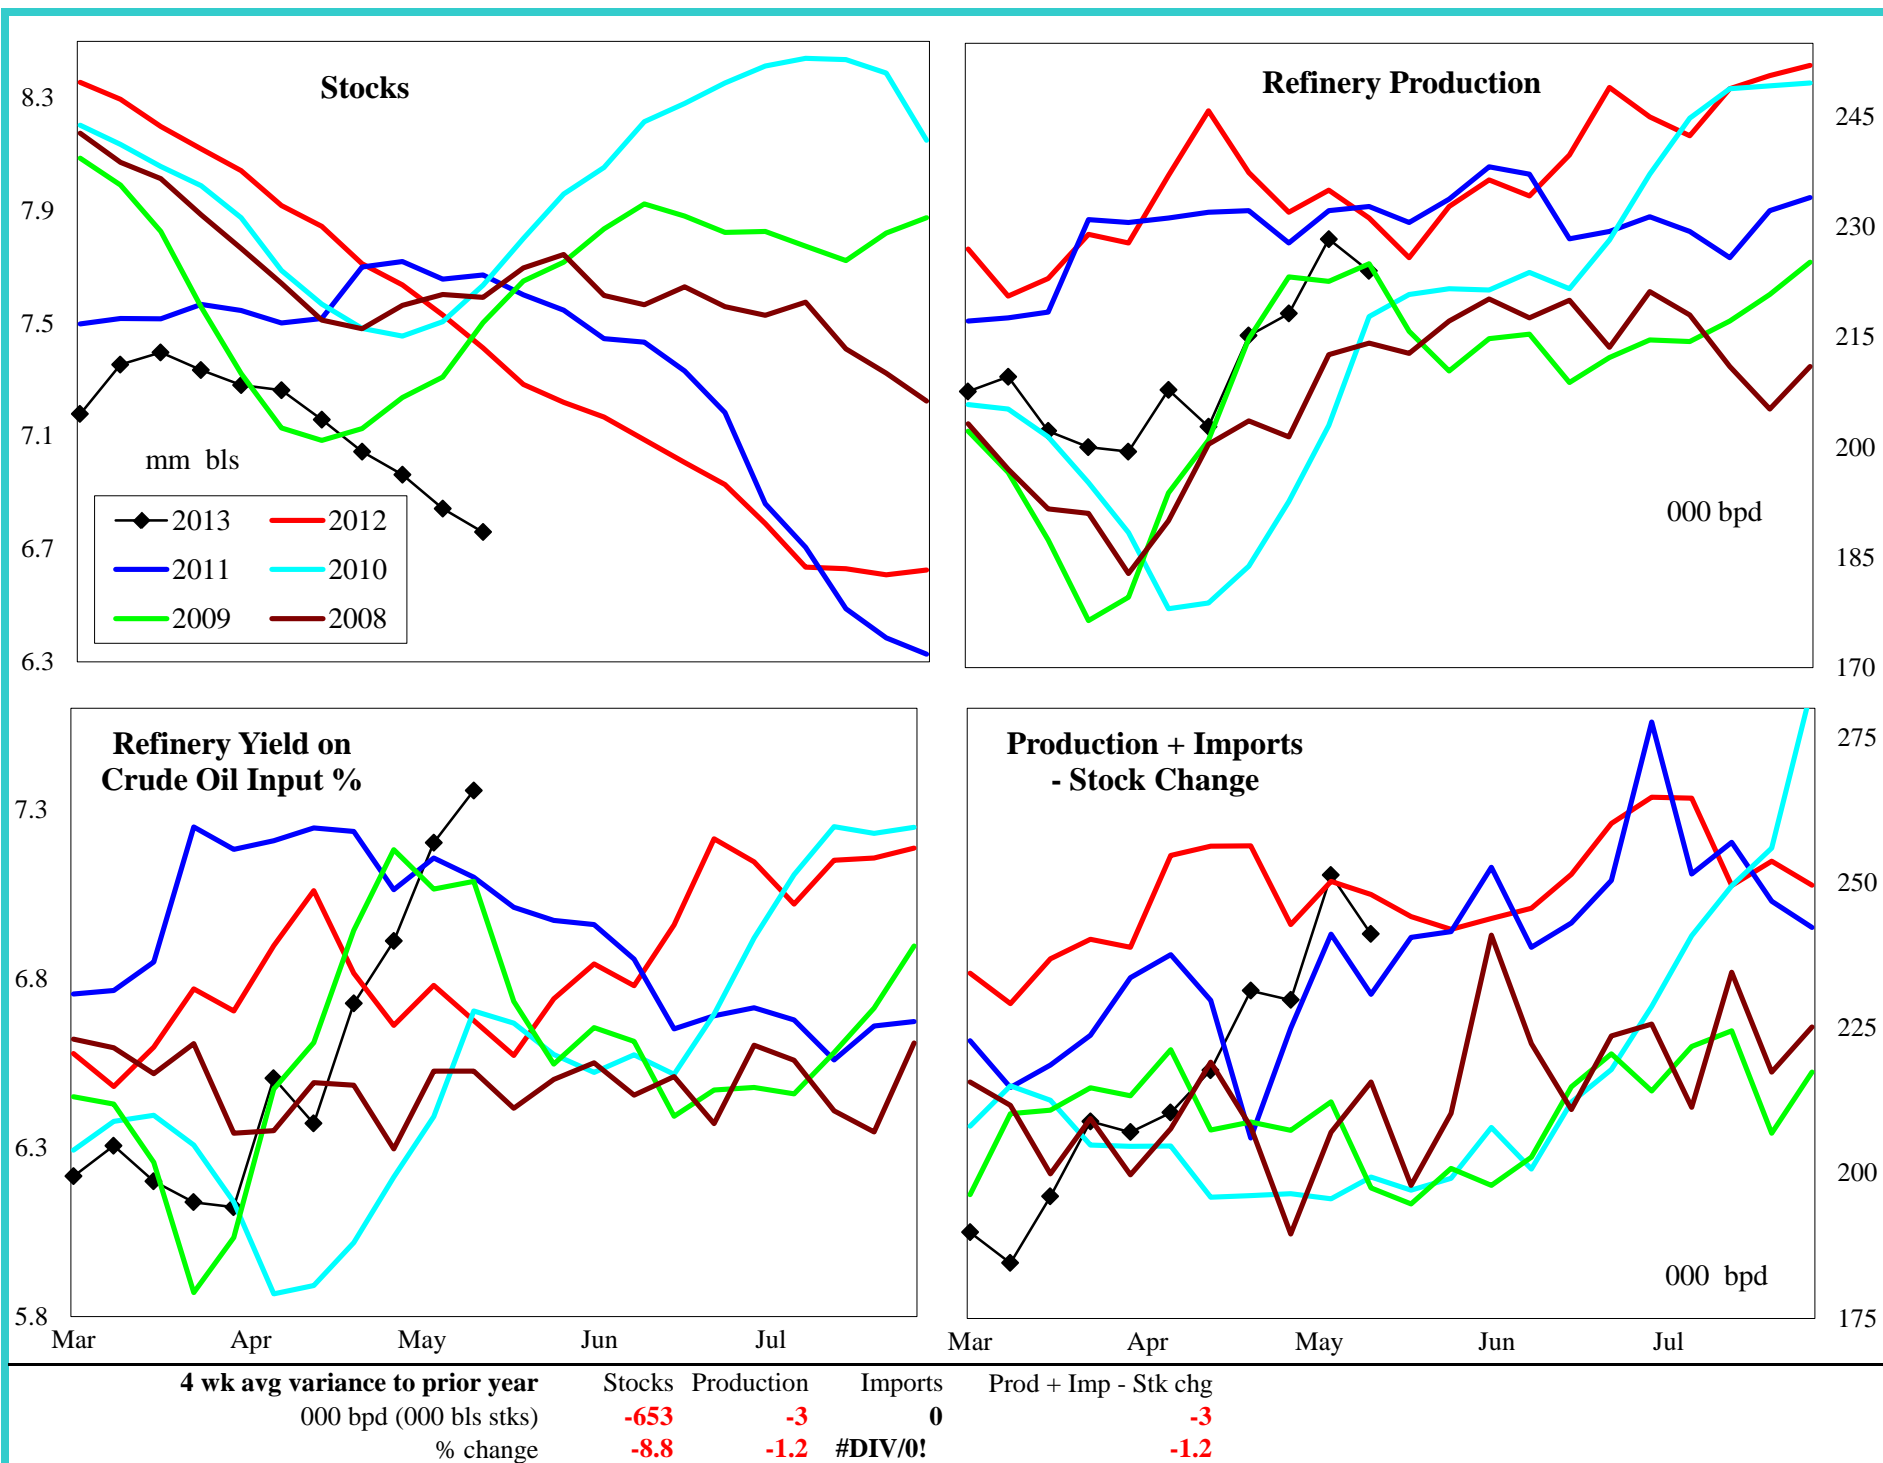 Stocks
8.3
7.9
7.5
7.1
6.7
6.3
mm bls
2013 2012
2011 2010
2009 2008
Refinery Production
245
230
215
200
185
170
000 bpd
Refinery Yield on
Crude Oil Input %
7.3
6.8
6.3
5.8
Mar Apr May Jun Jul
Production + Imports
- Stock Change
275
250
225
200
175
000 bpd
Mar Apr May Jun Jul
4 wk avg variance to prior year Stocks Production Imports Prod + Imp - Stk chg
000 bpd (000 bls stks) -653 -3 0 -3
% change -8.8 -1.2 #DIV/0! -1.2